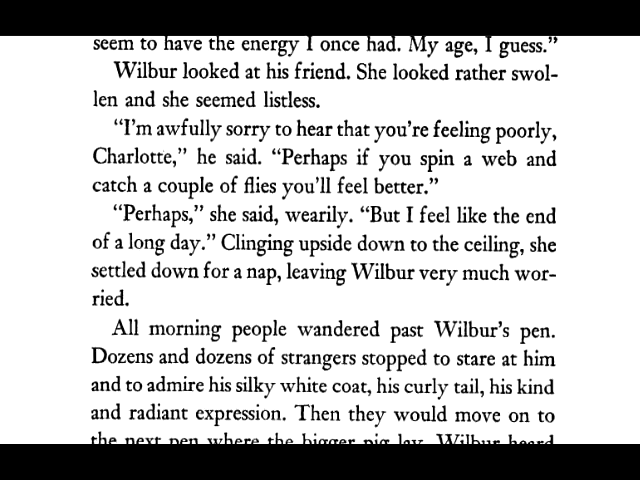 seem to have the energy I once had. My age, I guess.”
Wilbur looked at his friend. She looked rather swol-
len and she seemed listless.
“I'm awfully sorry to hear that you're feeling poorly,
Charlotte,” he said. “Perhaps if you spin a web and
catch a couple of flies you'll feel better.”
“Perhaps,” she said, wearily. “But I feel like the end
of a long day.” Clinging upside down to the ceiling, she
settled down for a nap, leaving Wilbur very much wor-
ried.
All morning people wandered past Wilbur's pen.
Dozens and dozens of strangers stopped to stare at him
and to admire his silky white coat, his curly tail, his kind
and radiant expression. Then they would move on to
the next pen where the bigger pig lay. Wilbur heard